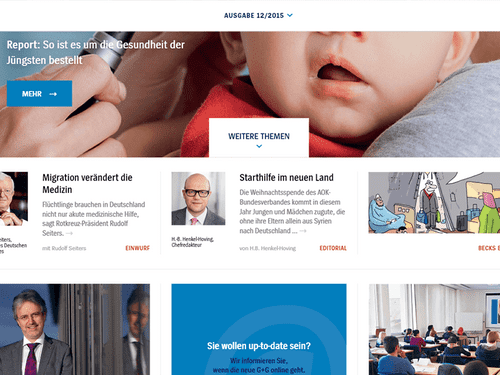 AUSGABE 12/2015
Report: So ist es um die Gesundheit der
Jüngsten bestellt
MEHR →
WEITERE THEMEN
Migration verändert die
Medizin
Flüchtlinge brauchen in Deutschland
nicht nur akute medizinische Hilfe,
sagt Rotkreuz-Präsident Rudolf
Seiters. →
mit Rudolf Seiters
EINWURF
eiters,
s Deutschen
es
Starthilfe im neuen Land
Die Weihnachtsspende des AOK-
Bundesverbandes kommt in diesem
Jahr Jungen und Mädchen zugute, die
ohne ihre Eltern allein aus Syrien
nach Deutschland ... →
H.-B. Henkel-Hoving,
Chefredakteur
von H.B. Henkel-Hoving
EDITORIAL
BECKS B
Sie wollen up-to-date sein?
Wir informieren Sie,
wenn die neue G+G online geht.